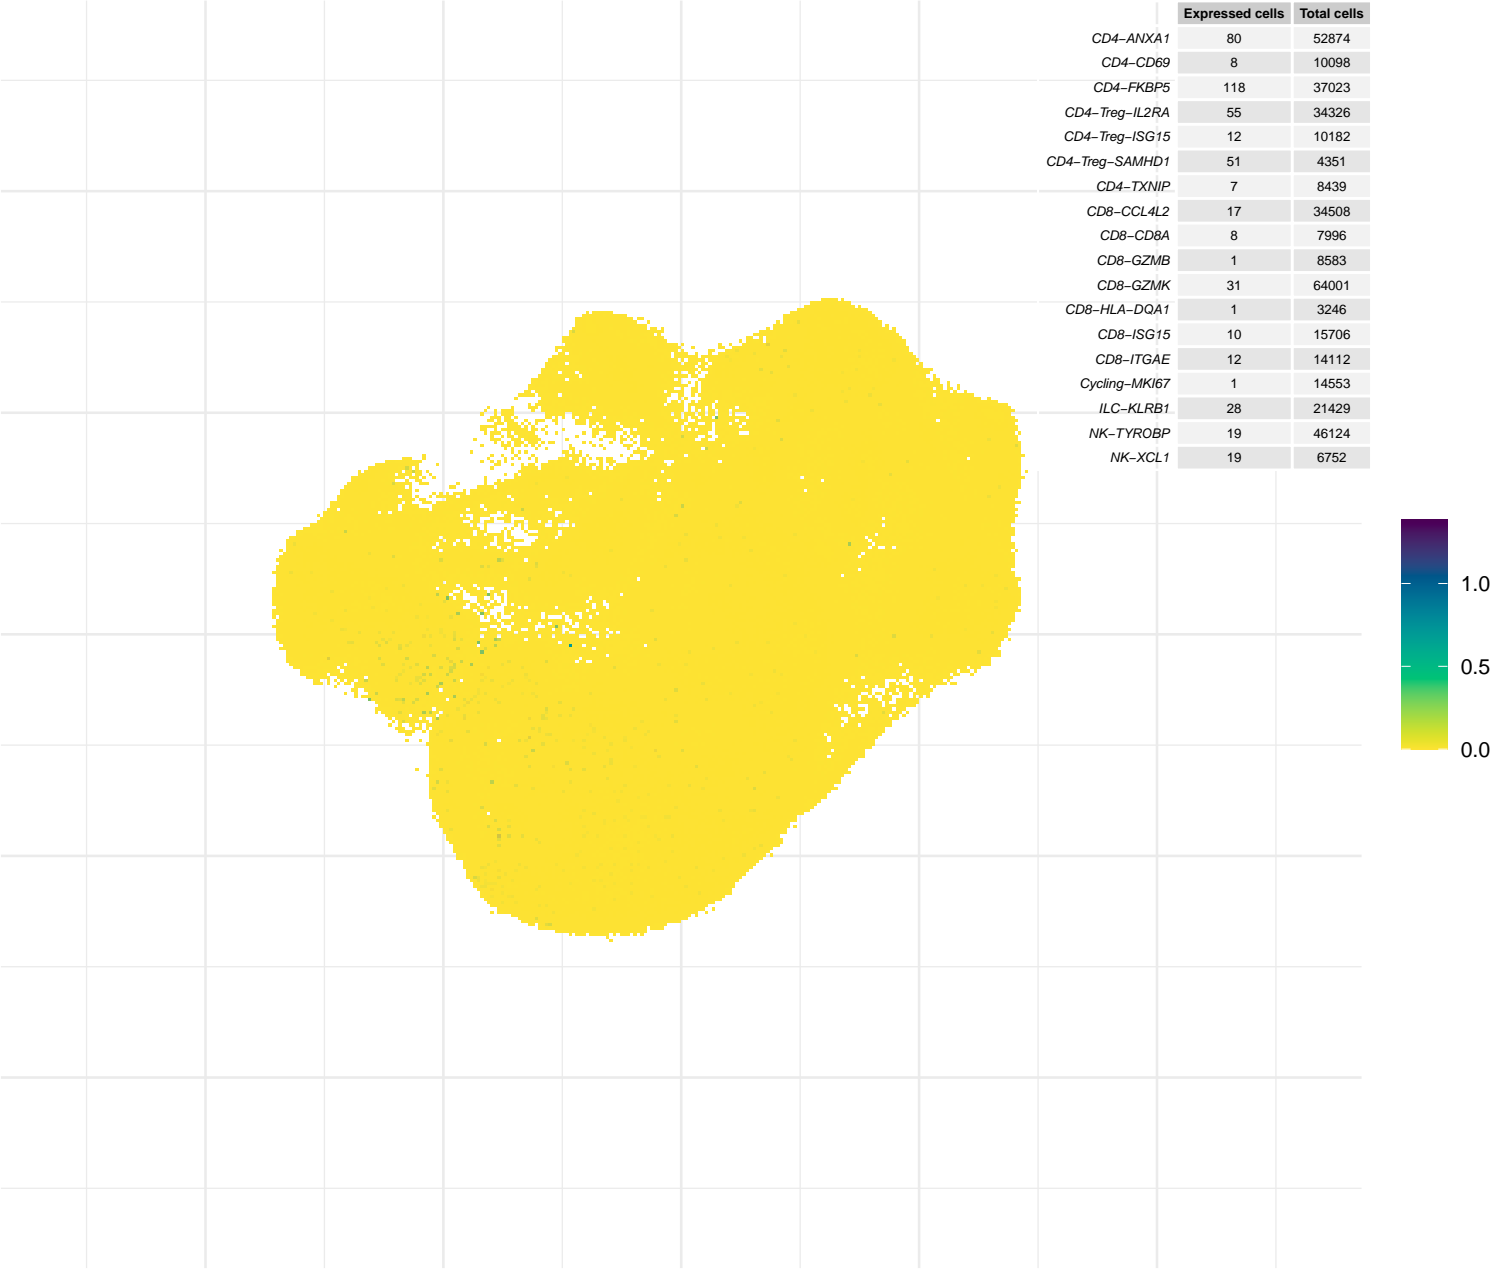 Expressed cells Total cells
CD4−ANXA1 80 52874
CD4−CD69 8 10098
CD4−FKBP5 118 37023
CD4−Treg−IL2RA 55 34326
CD4−Treg−ISG15 12 10182
CD4−Treg−SAMHD1 51 4351
CD4−TXNIP 7 8439
CD8−CCL4L2 17 34508
CD8−CD8A 8 7996
CD8−GZMB 1 8583
CD8−GZMK 31 64001
CD8−HLA−DQA1 1 3246
CD8−ISG15 10 15706
CD8−ITGAE 12 14112
Cycling−MKI67 1 14553
ILC−KLRB1 28 21429
NK−TYROBP 19 46124
NK−XCL1 19 6752
1.0
0.5
0.0